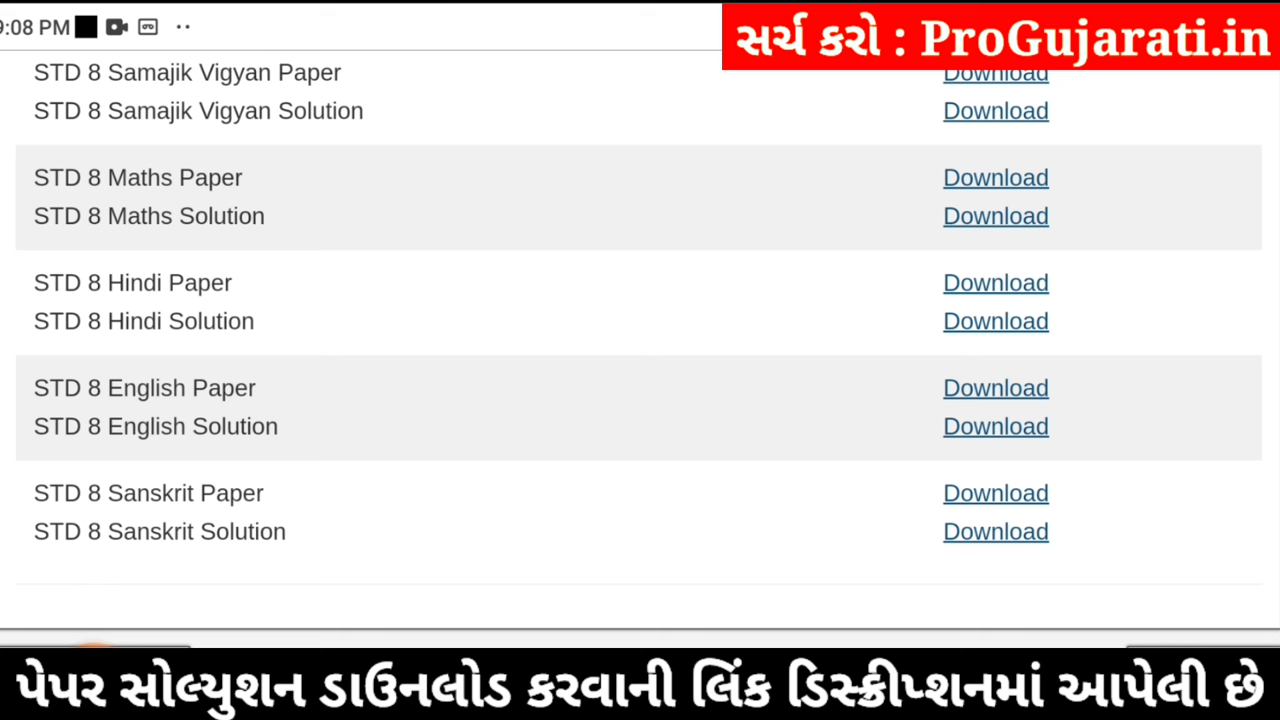 9:08 PM
સર્ચ કરો : ProGujarati.in
STD 8 Samajik Vigyan Paper Download
STD 8 Samajik Vigyan Solution Download
STD 8 Maths Paper Download
STD 8 Maths Solution Download
STD 8 Hindi Paper Download
STD 8 Hindi Solution Download
STD 8 English Paper Download
STD 8 English Solution Download
STD 8 Sanskrit Paper Download
STD 8 Sanskrit Solution Download
પેપર સોલ્યુશન ડાઉનલોડ કરવાની લિંક ડિસ્ક્રીપ્શનમાં આપેલી છે